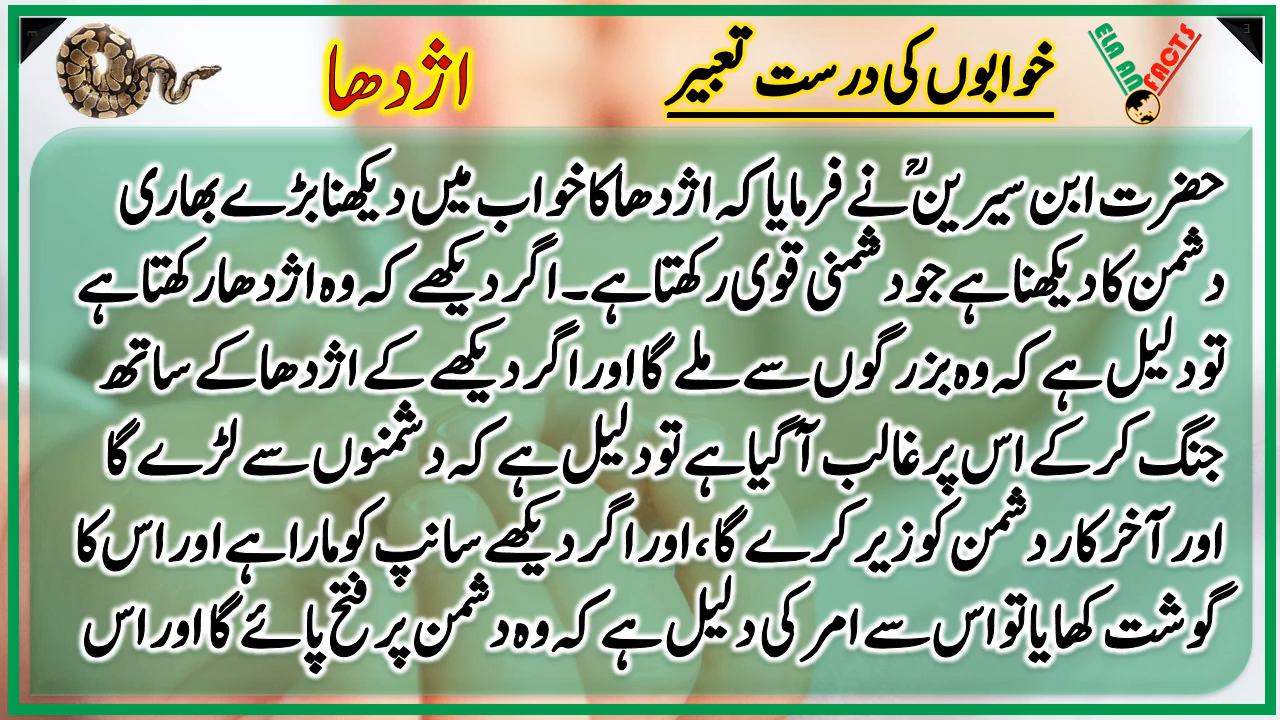 خوابوں کی درست تعبیر
اژدھا
ELA AN FACTS
حضرت ابن سیرینؒ نے فرمایا کہ اژدھا کا خواب میں دیکھنا بڑے بھاری
دشمن کا دیکھنا ہے جو دشمنی قوی رکھتا ہے۔ اگر دیکھے کہ وہ اژدھا رکھتا ہے
تو دلیل ہے کہ وہ بزرگوں سے ملے گا اور اگر دیکھے کے اژدھا کے ساتھ
جنگ کر کے اس پر غالب آ گیا ہے تو دلیل ہے کہ دشمنوں سے لڑے گا
اور آخر کار دشمن کو زیر کرے گا، اور اگر دیکھے سانپ کو مارا ہے اور اس کا
گوشت کھایا تو اس سے امر کی دلیل ہے کہ وہ دشمن پر فتح پائے گا اور اس